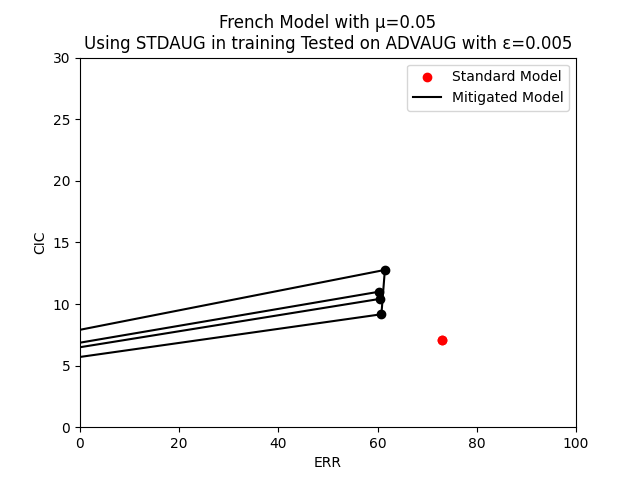 French Model with μ=0.05
Using STDAUG in training Tested on ADVAUG with ε=0.005
Standard Model
Mitigated Model
30
25
20
15
10
5
0
CIC
0 20 40 60 80 100
ERR